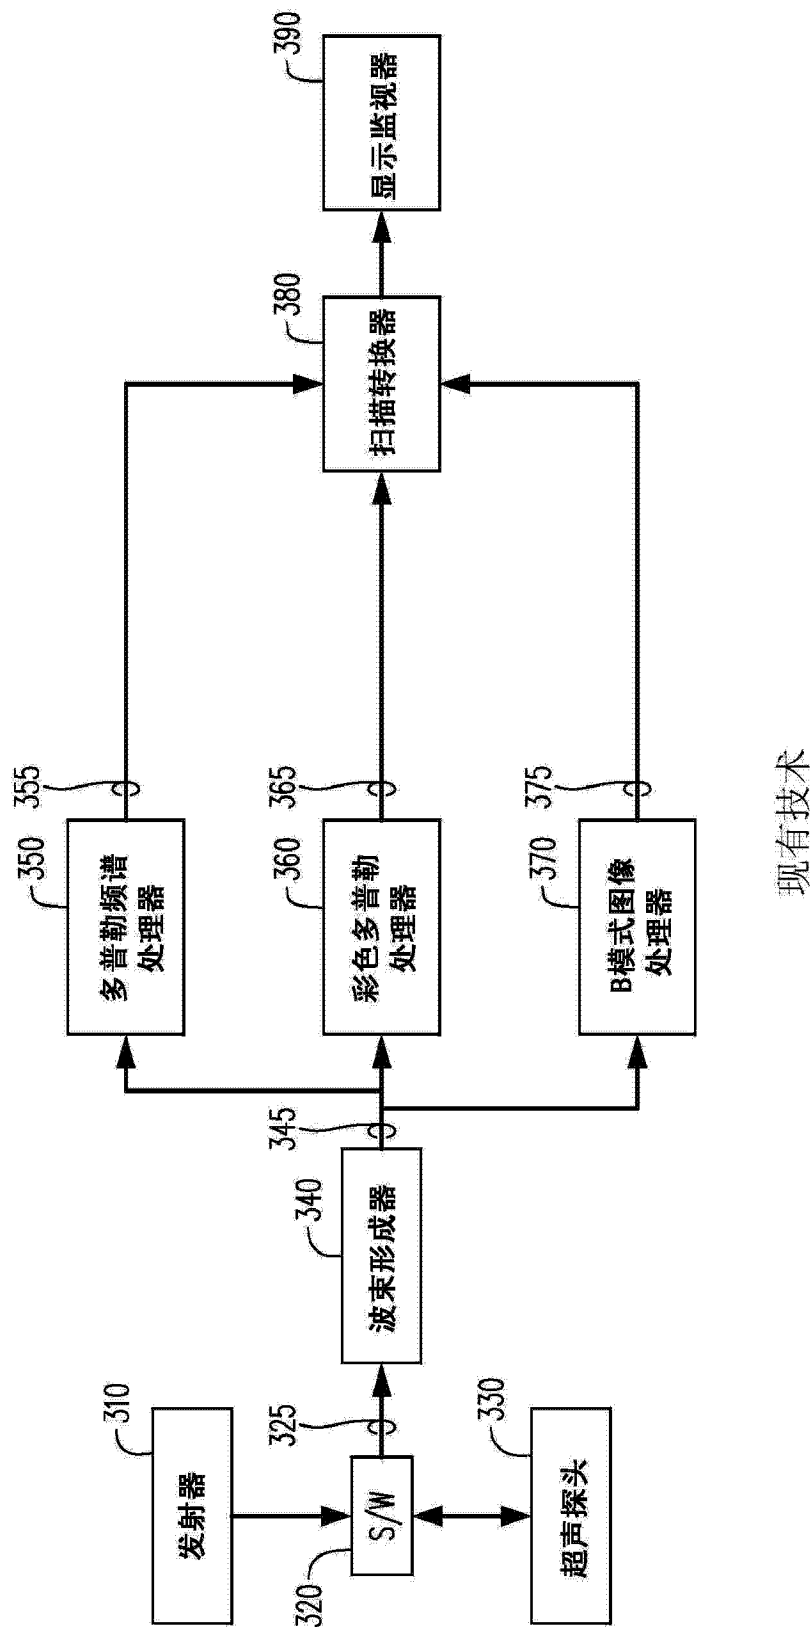 310
发射器
320
S/W
325
330
超声探头
340
波束形成器
345
350
多普勒频谱
处理器
355
360
彩色多普勒
处理器
365
370
B模式图像
处理器
375
380
扫描转换器
390
显示监视器
现有技术